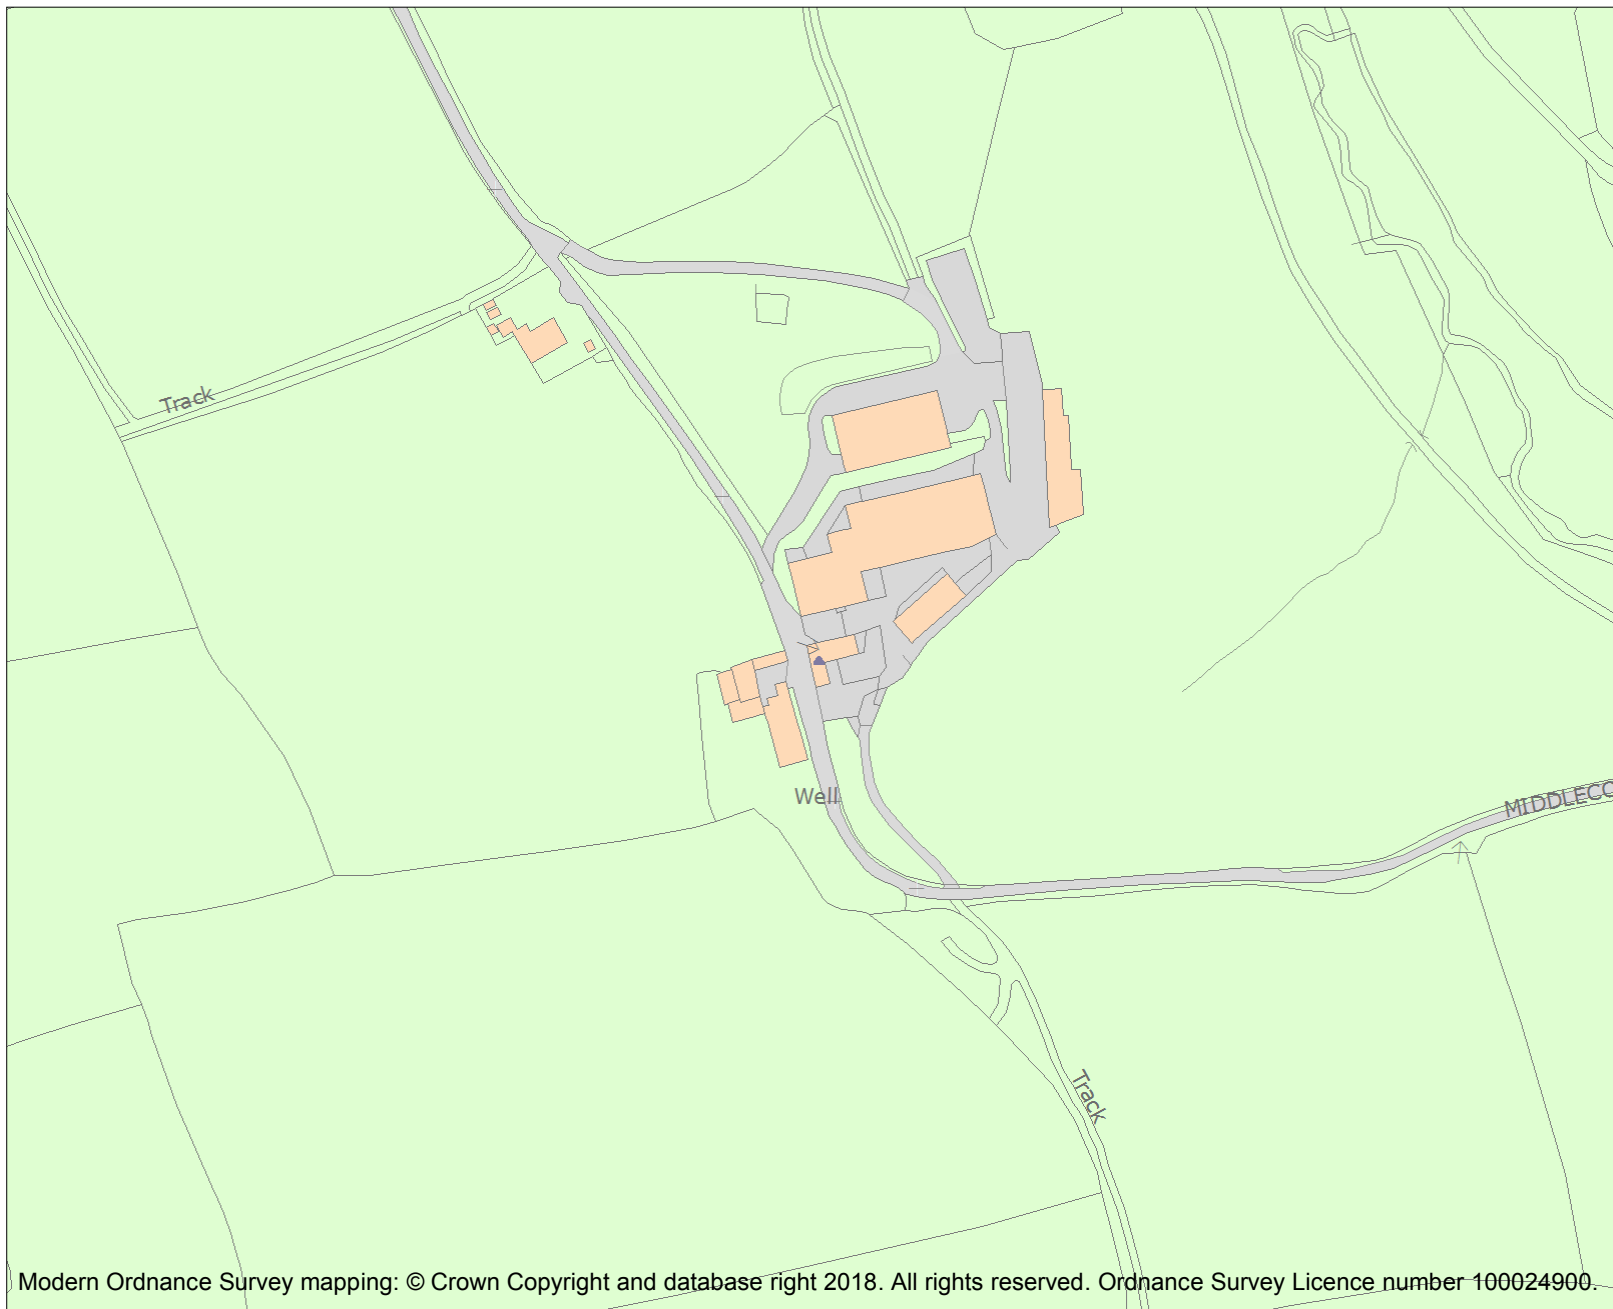 Track
Well
MIDDLECO
Track
Modern Ordnance Survey mapping: © Crown Copyright and database right 2018. All rights reserved. Ordnance Survey Licence number 100024900.